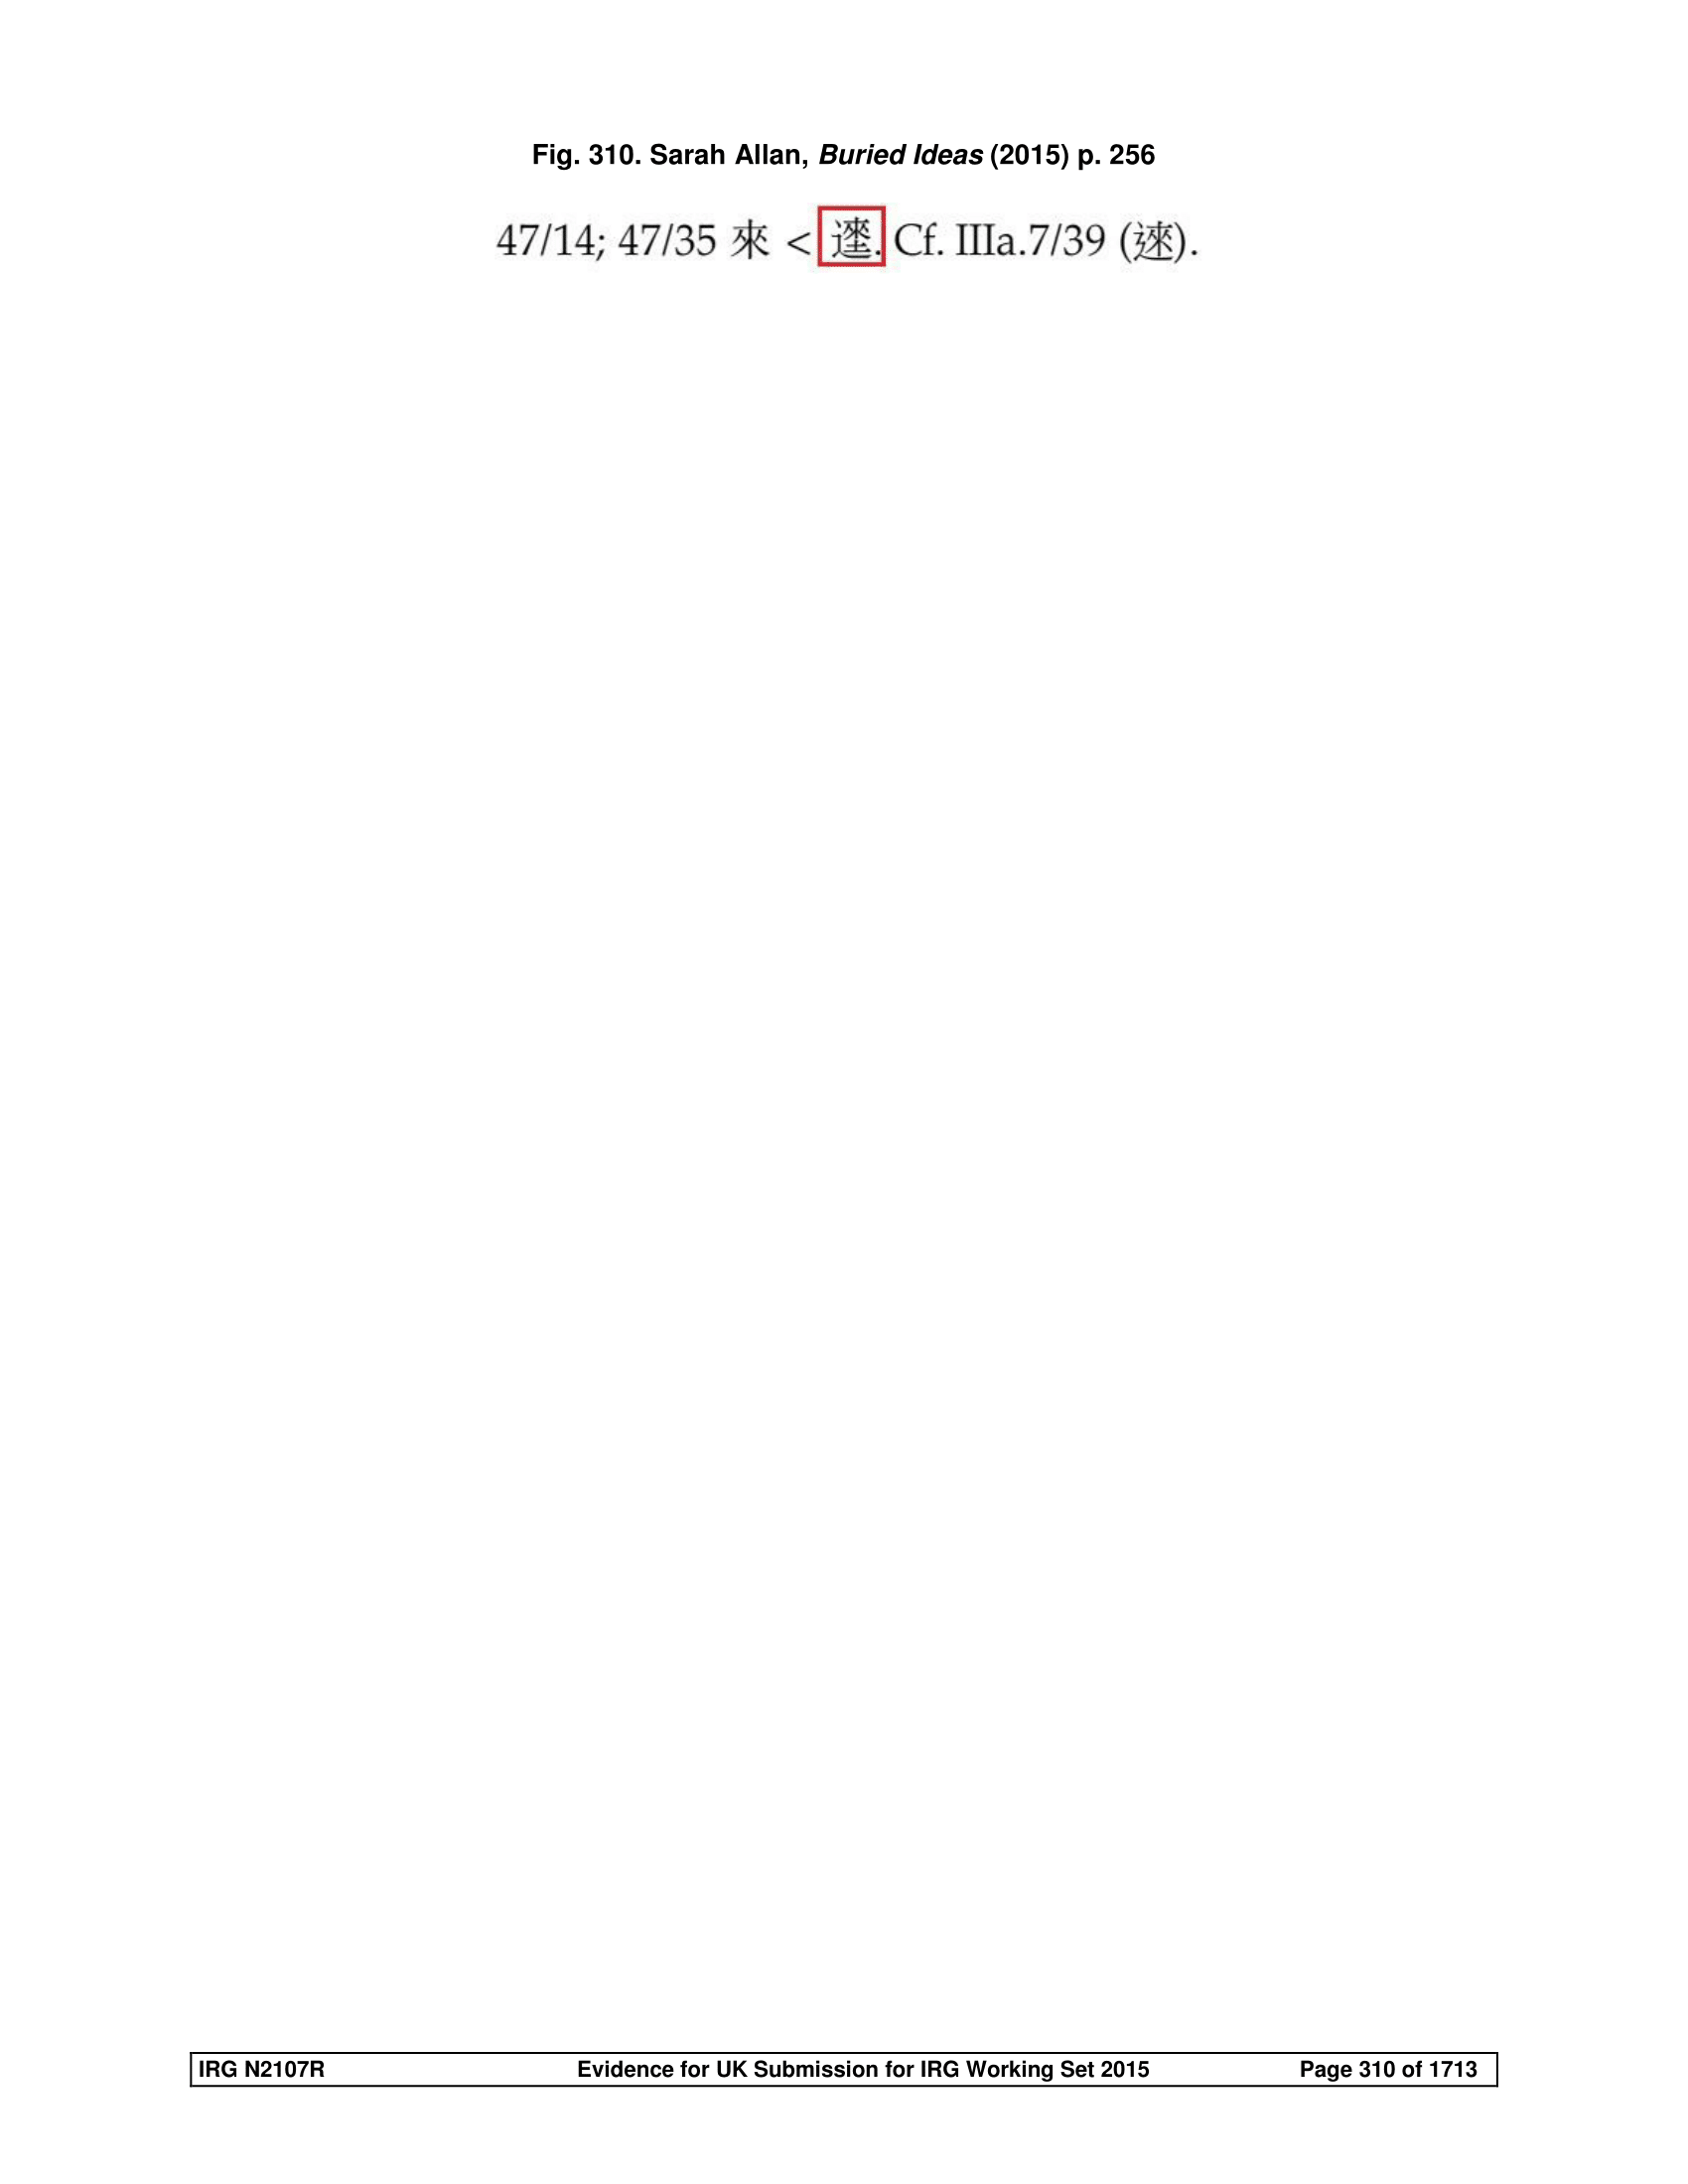 Fig. 310. Sarah Allan, Buried Ideas (2015) p. 256
47/14; 47/35 來 < . Cf. IIIa.7/39 (逨).
IRG N2107R Evidence for UK Submission for IRG Working Set 2015 Page 310 of 1713